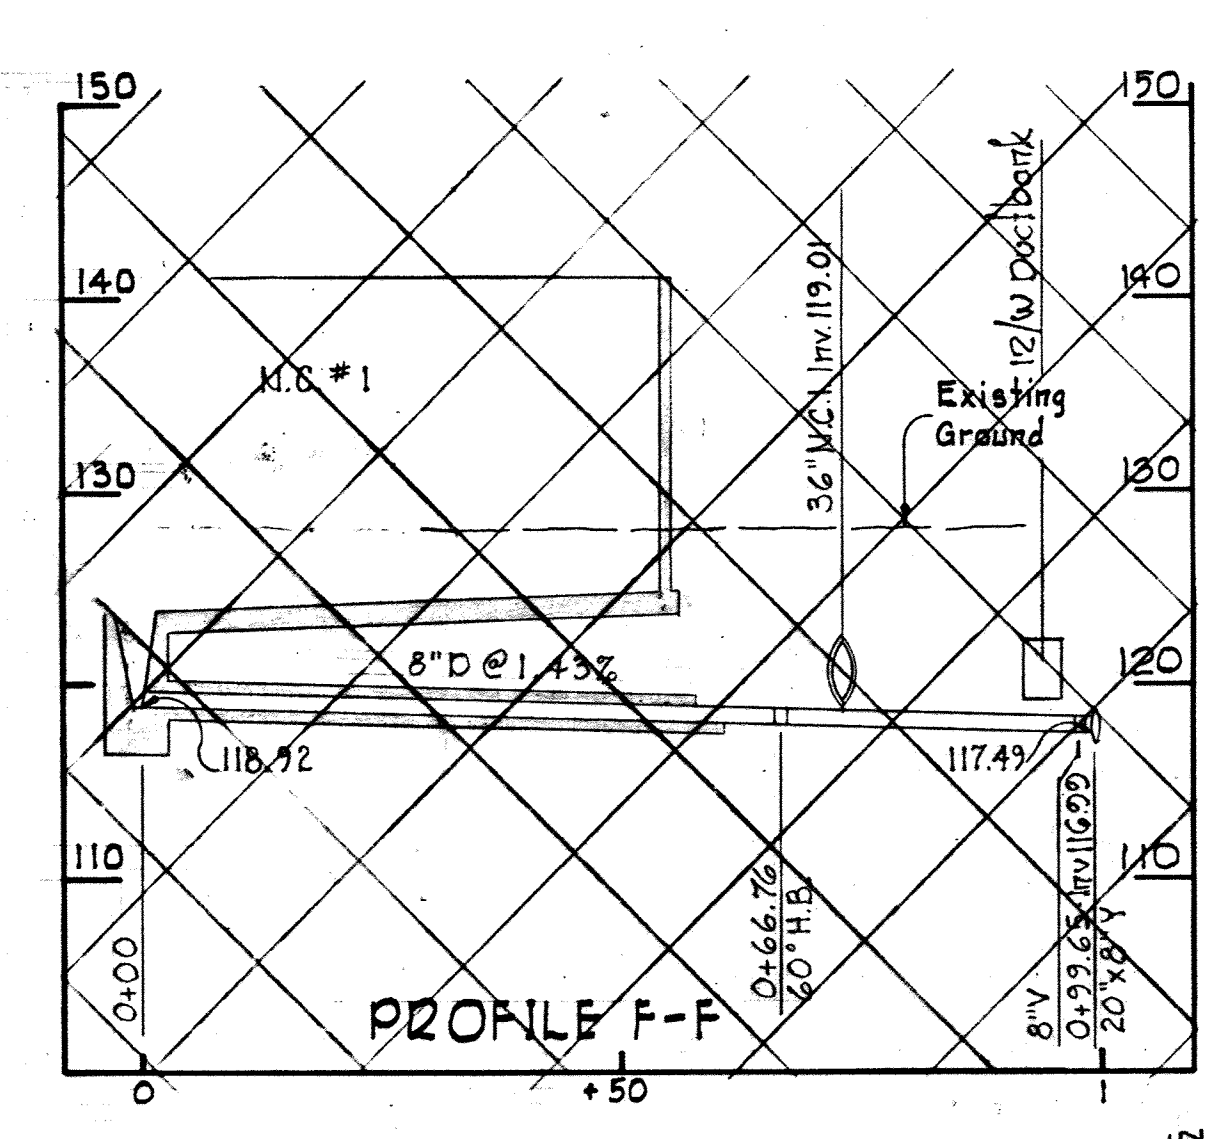 150
150
140
140
130
130
120
110
110
N.C. #1
36" N.C.I. Inv. 119.01
12/W Ductbank
Existing
Ground
8"D @ 1.43%
118.92
117.49
0+00
0+66.76
60° H.B.
8"V
0+99.65 Inv 116.99
20"x8"Y
PROFILE F-F
0
+50
1